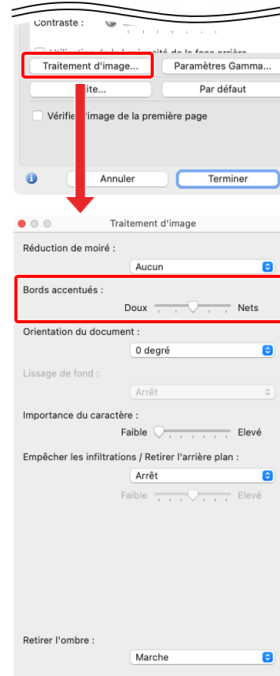 Contraste :
Traitement d'image...
Paramètres Gamma...
Par défaut
Vérifie l'image de la première page
Annuler
Terminer
Traitement d'image
Réduction de moiré :
Aucun
Bords accentués :
Doux
Nets
Orientation du document :
0 degré
Lissage de fond :
Arrêt
Importance du caractère :
Faible
Elevé
Empêcher les infiltrations / Retirer l'arrière plan :
Arrêt
Faible
Elevé
Retirer l'ombre :
Marche